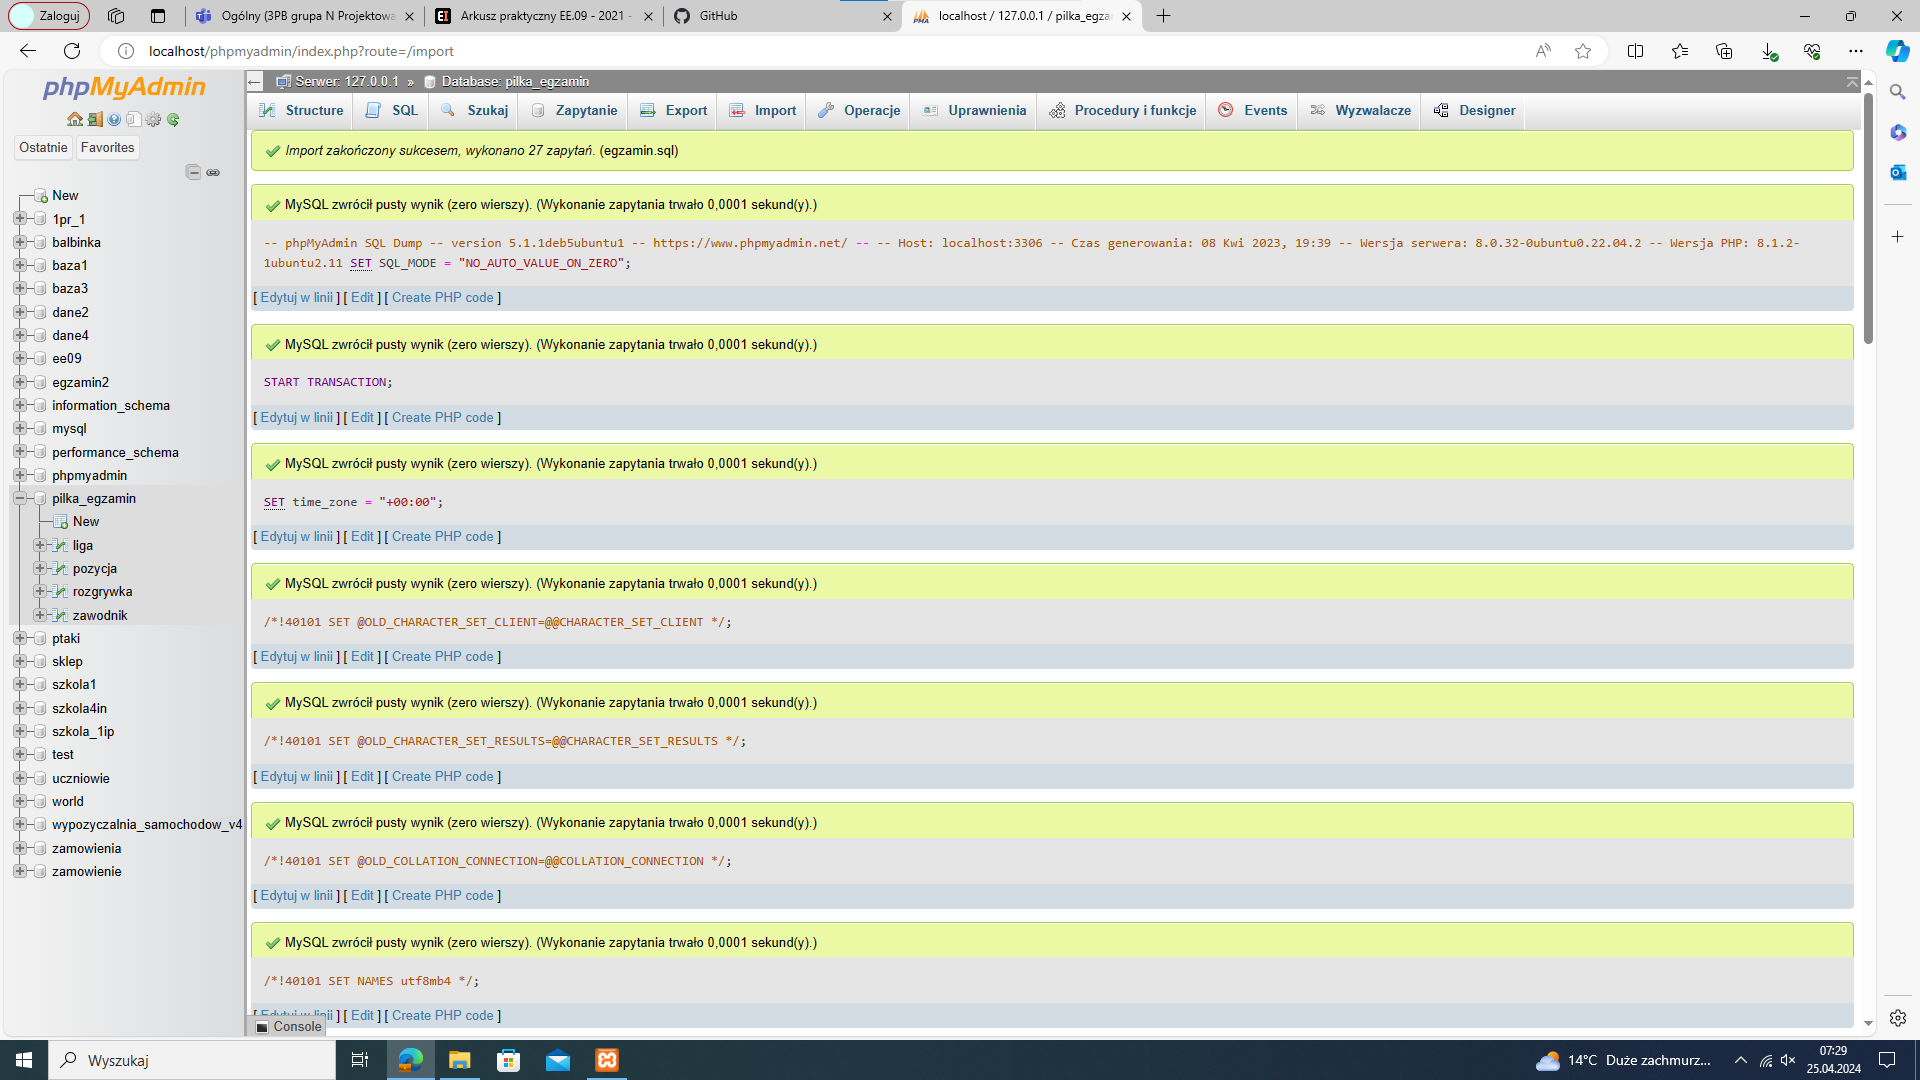 Zaloguj
Ogólny (3PB grupa N Projektowa
Arkusz praktyczny EE.09 - 2021 -
GitHub
localhost / 127.0.0.1 / pilka_egza
localhost/phpmyadmin/index.php?route=/import
phpMyAdmin
Ostatnie
Favorites
New
1pr_1
balbinka
baza1
baza3
dane2
dane4
ee09
egzamin2
information_schema
mysql
performance_schema
phpmyadmin
pilka_egzamin
New
liga
pozycja
rozgrywka
zawodnik
ptaki
sklep
szkola1
szkola4in
szkola_1ip
test
uczniowie
world
wypozyczalnia_samochodow_v4
zamowienia
zamowienie
Serwer: 127.0.0.1 » Database: pilka_egzamin
Structure SQL Szukaj Zapytanie Export Import Operacje Uprawnienia Procedury i funkcje Events Wyzwalacze Designer
Import zakończony sukcesem, wykonano 27 zapytań. (egzamin.sql)
MySQL zwrócił pusty wynik (zero wierszy). (Wykonanie zapytania trwało 0,0001 sekund(y).)
-- phpMyAdmin SQL Dump -- version 5.1.1deb5ubuntu1 -- https://www.phpmyadmin.net/ -- -- Host: localhost:3306 -- Czas generowania: 08 Kwi 2023, 19:39 -- Wersja serwera: 8.0.32-0ubuntu0.22.04.2 -- Wersja PHP: 8.1.2-
1ubuntu2.11 SET SQL_MODE = "NO_AUTO_VALUE_ON_ZERO";
[ Edytuj w linii ] [ Edit ] [ Create PHP code ]
MySQL zwrócił pusty wynik (zero wierszy). (Wykonanie zapytania trwało 0,0001 sekund(y).)
START TRANSACTION;
[ Edytuj w linii ] [ Edit ] [ Create PHP code ]
MySQL zwrócił pusty wynik (zero wierszy). (Wykonanie zapytania trwało 0,0001 sekund(y).)
SET time_zone = "+00:00";
[ Edytuj w linii ] [ Edit ] [ Create PHP code ]
MySQL zwrócił pusty wynik (zero wierszy). (Wykonanie zapytania trwało 0,0001 sekund(y).)
/*!40101 SET @OLD_CHARACTER_SET_CLIENT=@@CHARACTER_SET_CLIENT */;
[ Edytuj w linii ] [ Edit ] [ Create PHP code ]
MySQL zwrócił pusty wynik (zero wierszy). (Wykonanie zapytania trwało 0,0001 sekund(y).)
/*!40101 SET @OLD_CHARACTER_SET_RESULTS=@@CHARACTER_SET_RESULTS */;
[ Edytuj w linii ] [ Edit ] [ Create PHP code ]
MySQL zwrócił pusty wynik (zero wierszy). (Wykonanie zapytania trwało 0,0001 sekund(y).)
/*!40101 SET @OLD_COLLATION_CONNECTION=@@COLLATION_CONNECTION */;
[ Edytuj w linii ] [ Edit ] [ Create PHP code ]
MySQL zwrócił pusty wynik (zero wierszy). (Wykonanie zapytania trwało 0,0001 sekund(y).)
/*!40101 SET NAMES utf8mb4 */;
[ Edytuj w linii ] [ Edit ] [ Create PHP code ]
Console
Wyszukaj
14°C Duże zachmurz...
07:29
25.04.2024